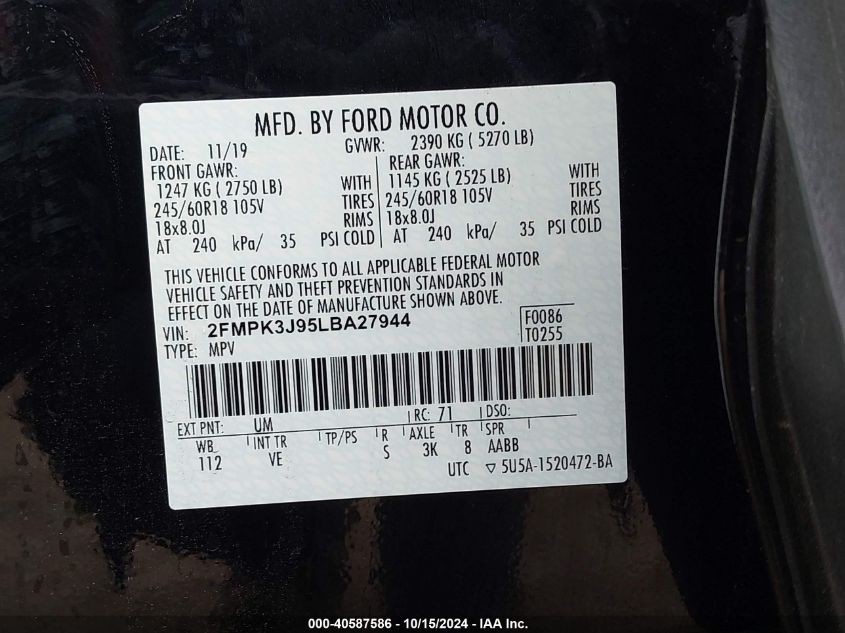 MFD. BY FORD MOTOR CO.
DATE: 11/19 GVWR: 2390 KG ( 5270 LB)
FRONT GAWR: REAR GAWR:
1247 KG ( 2750 LB) WITH 1145 KG ( 2525 LB) WITH
245/60R18 105V TIRES 245/60R18 105V TIRES
18x8.0J RIMS 18x8.0J RIMS
AT 240 kPa/ 35 PSI COLD AT 240 kPa/ 35 PSI COLD
THIS VEHICLE CONFORMS TO ALL APPLICABLE FEDERAL MOTOR
VEHICLE SAFETY AND THEFT PREVENTION STANDARDS IN
EFFECT ON THE DATE OF MANUFACTURE SHOWN ABOVE.
VIN: 2FMPK3J95LBA27944 F0086
TYPE: MPV T0255
EXT PNT: UM RC: 71 DSO:
WB INT TR TP/PS R AXLE TR SPR
112 VE S 3K 8 AABB
UTC ▽ 5U5A-1520472-BA
000-40587586 - 10/15/2024 - IAA Inc.